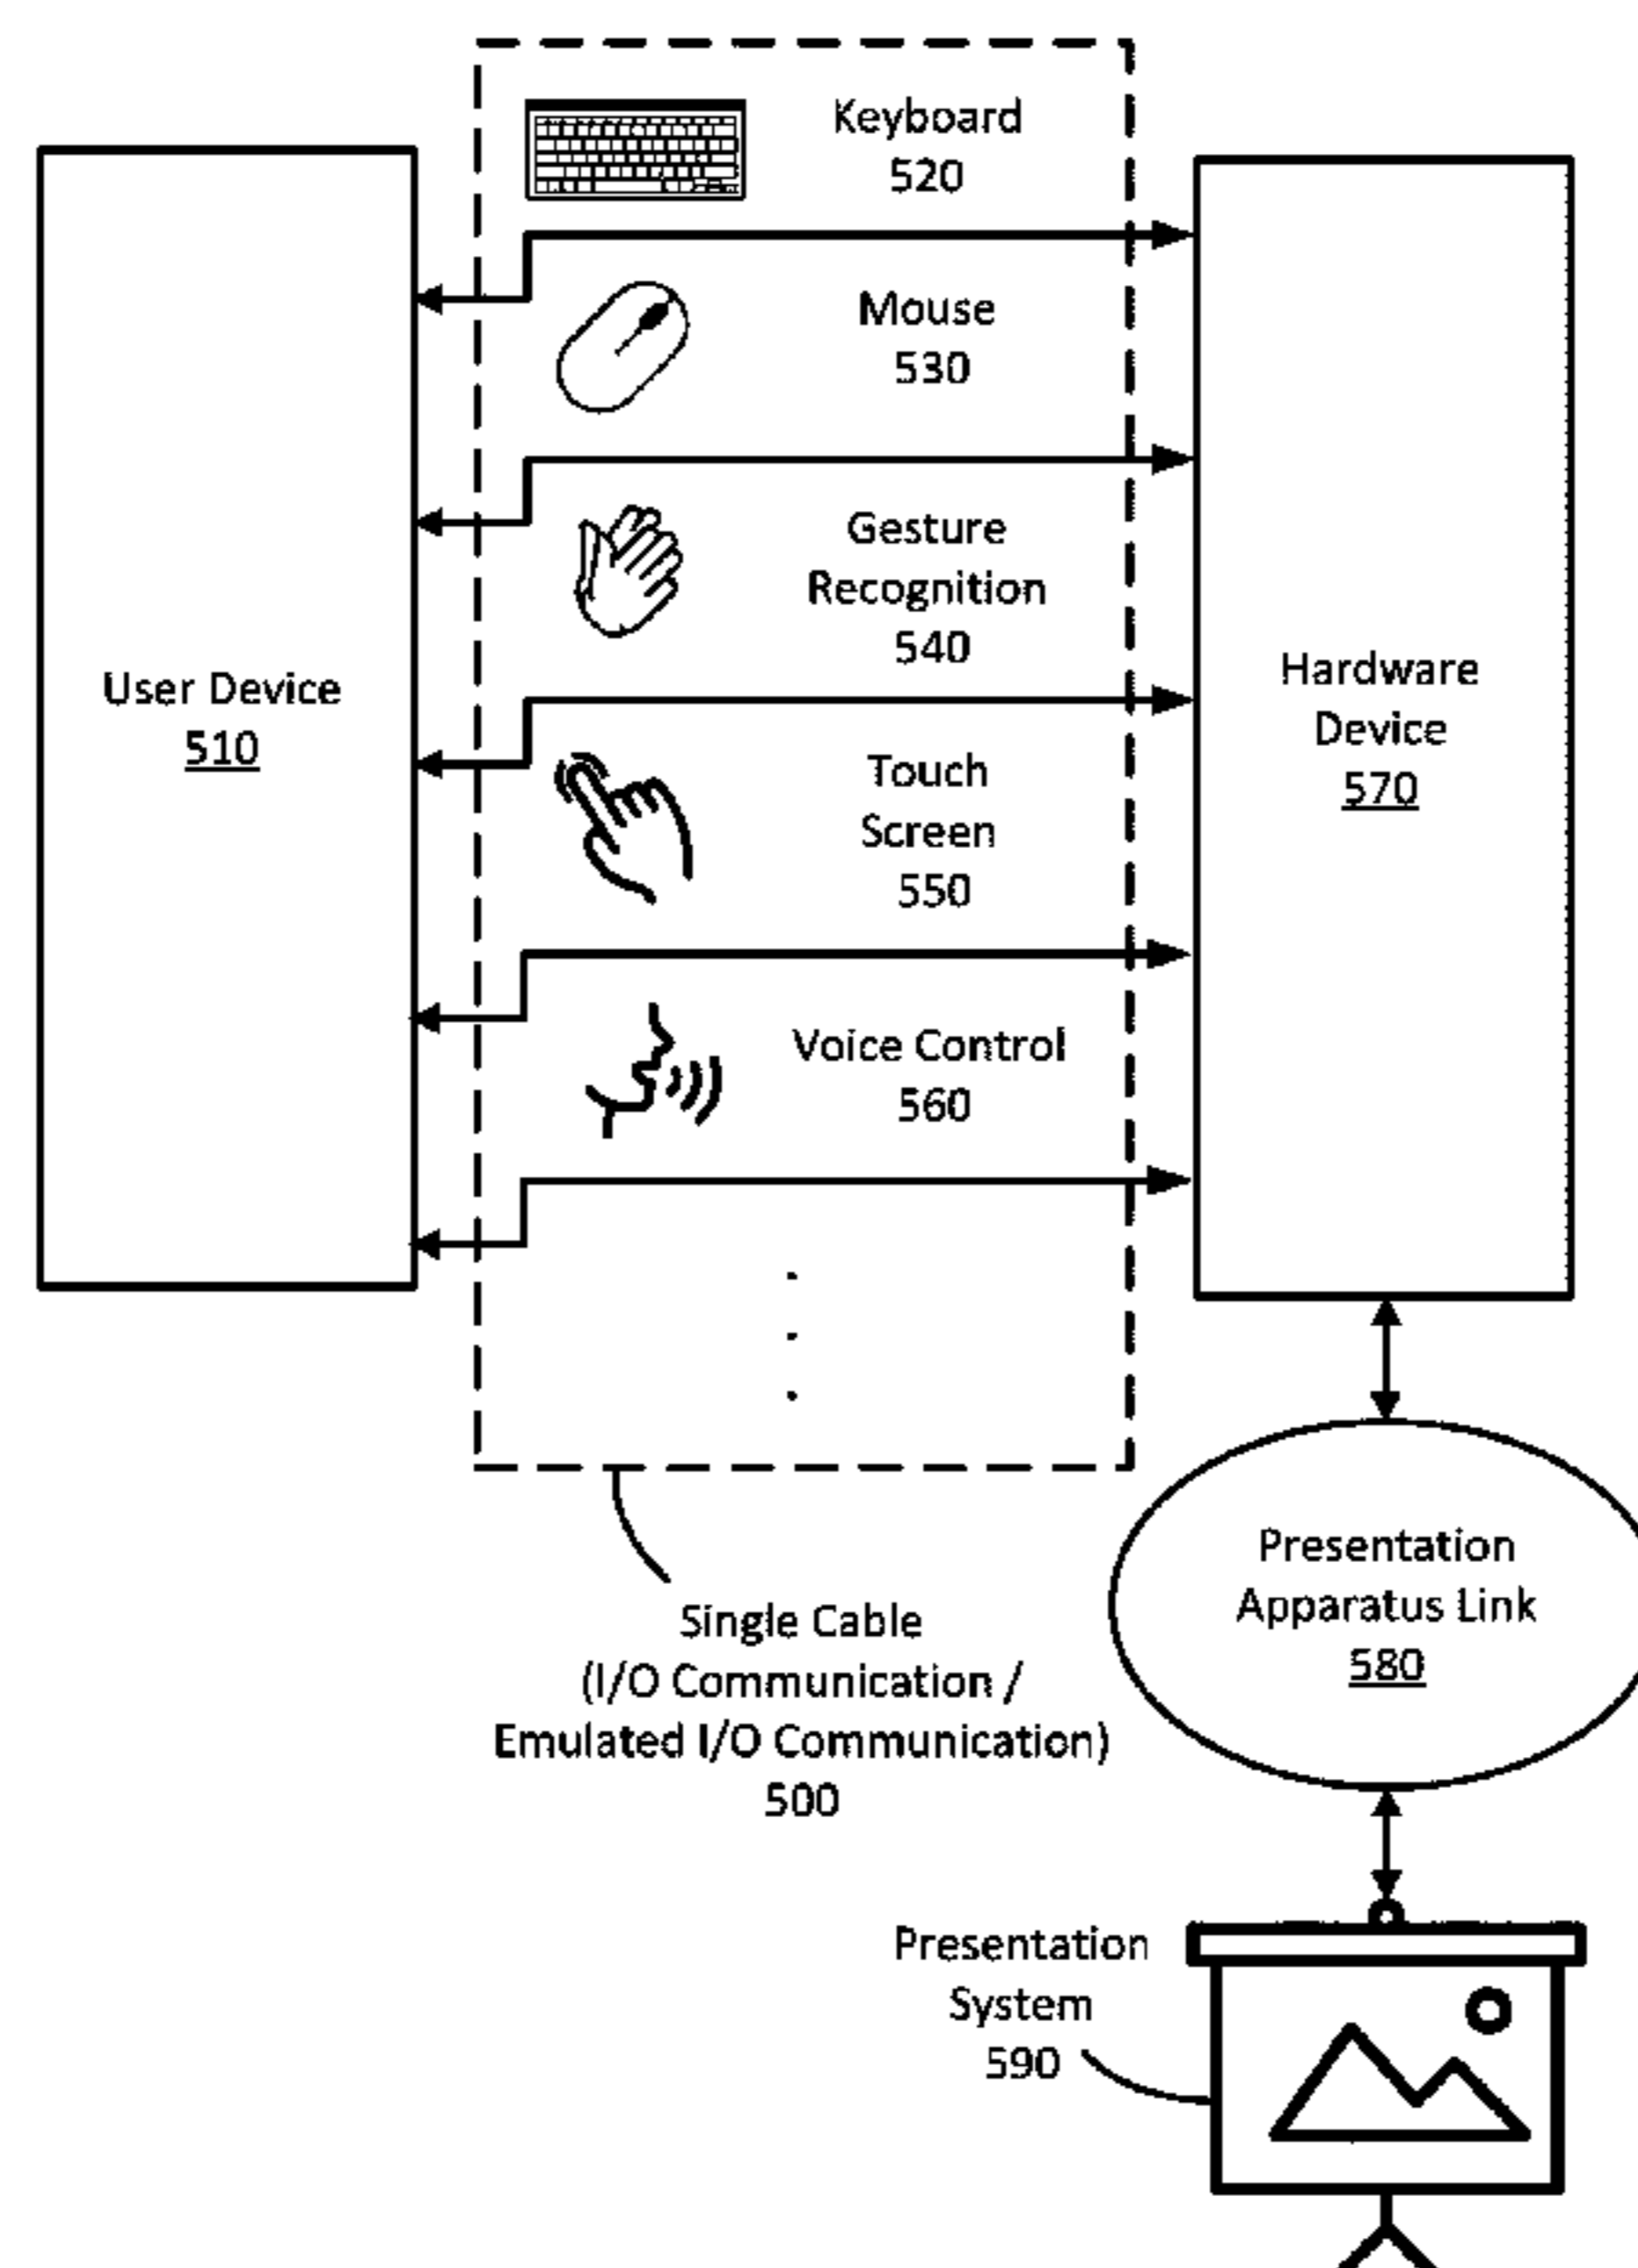 Keyboard
520
Mouse
530
Gesture
Recognition
540
User Device
510
Hardware
Device
570
Touch
Screen
550
Voice Control
560
Single Cable
(I/O Communication /
Emulated I/O Communication)
500
Presentation
Apparatus Link
580
Presentation
System
590